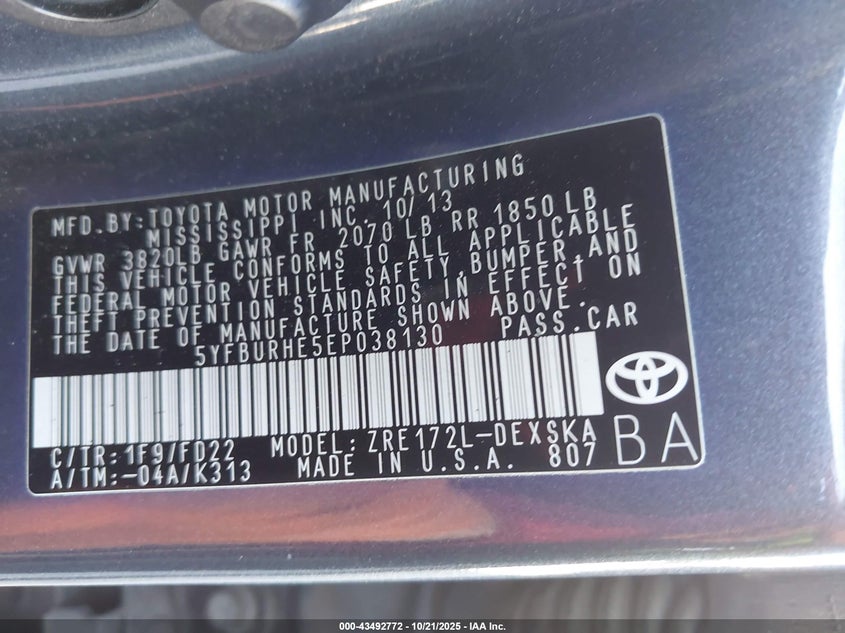 MFD.BY:TOYOTA MOTOR MANUFACTURING
MISSISSIPPI INC. 10/13
GVWR 3820LB GAWR FR 2070 LB RR 1850 LB
THIS VEHICLE CONFORMS TO ALL APPLICABLE
FEDERAL MOTOR VEHICLE SAFETY,BUMPER,AND
THEFT PREVENTION STANDARDS IN EFFECT ON
THE DATE OF MANUFACTURE SHOWN ABOVE.
5YFBURHE5EP038130 PASS.CAR
C/TR:1F9/FD22 MODEL:ZRE172L-DEXSKA
A/TM:-04A/K313 MADE IN U.S.A. 807
BA
000-43492772 | 10/21/2025 | IAA Inc.